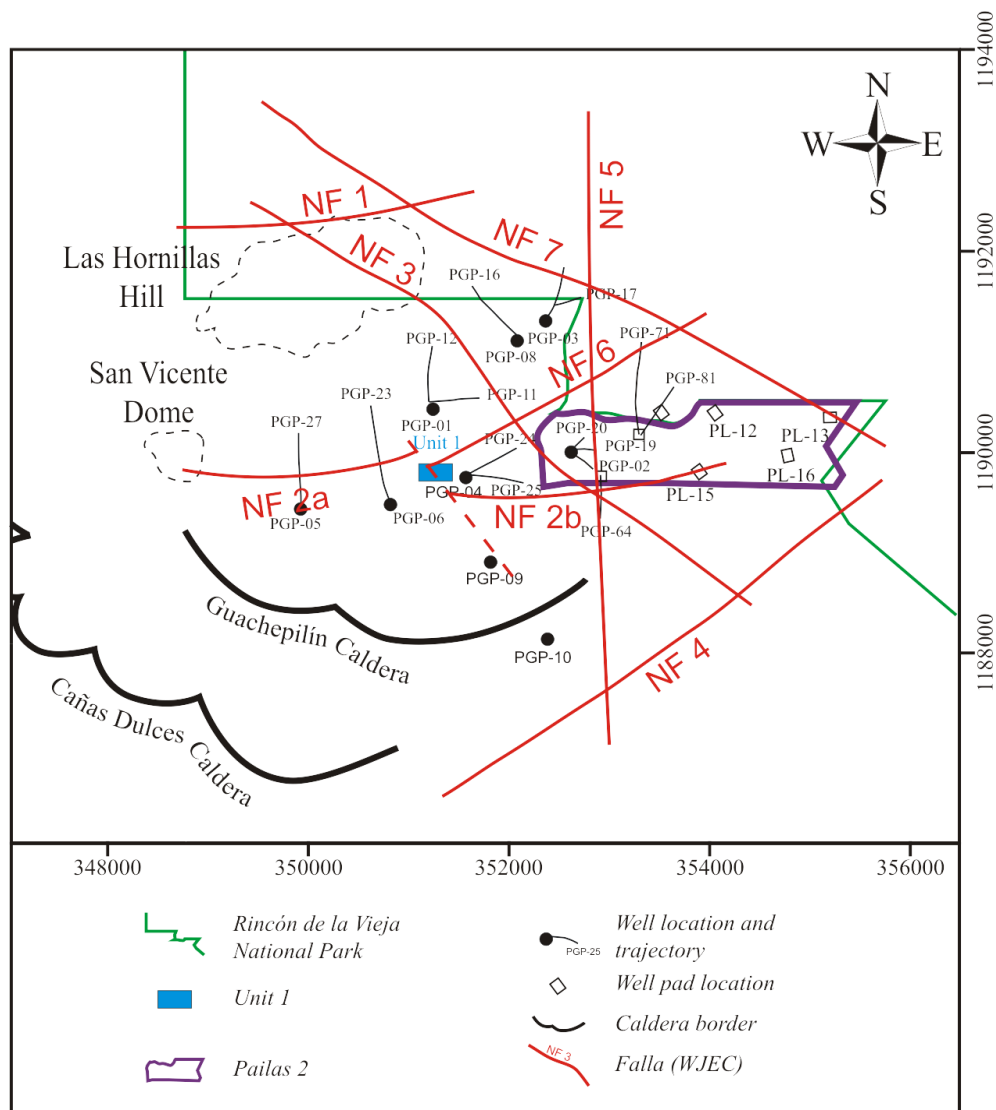 1194000
N
W
E
S
NF 5
NF 1
NF 7
NF 3
Las Hornillas
Hill
1192000
PGP-16
PGP-17
PGP-12
PGP-03
PGP-71
PGP-08
NF 6
San Vicente
Dome
PGP-23
PGP-81
PGP-27
PGP-11
PGP-01
Unit 1
PGP-20
PL-12
PL-13
1190000
PGP-24
PGP-19
PGP-02
PL-16
PGP-04
PGP-25
PL-15
NF 2a
PGP-05
PGP-06
NF 2b
PGP-64
PGP-09
Guachepilín Caldera
PGP-10
NF 4
1188000
Cañas Dulces Caldera
348000
350000
352000
354000
356000
Rincón de la Vieja
National Park
Unit 1
Pailas 2
PGP-25
Well location and
trajectory
Well pad location
Caldera border
NF 3
Falla (WJEC)